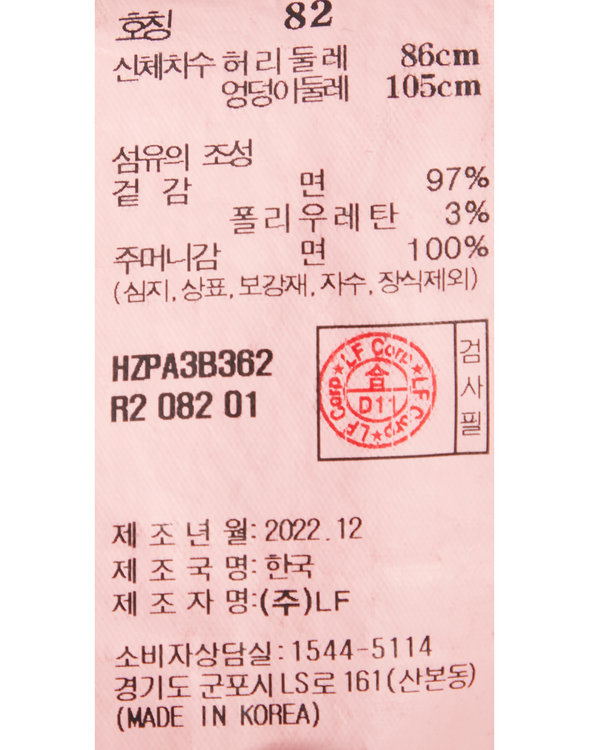 호칭 82
신체치수 허리둘레 86cm
엉덩이둘레 105cm
섬유의 조성
겉감 면 97%
폴리우레탄 3%
주머니감 면 100%
(심지, 상표, 보강재, 자수, 장식제외)
HZPA3B362
R2 082 01
LF Corp★LF Corp★LF Corp★
合
D11
검사필
제조년월: 2022.12
제조국명: 한국
제조자명:(주)LF
소비자상담실: 1544-5114
경기도 군포시 LS로 161(산본동)
(MADE IN KOREA)